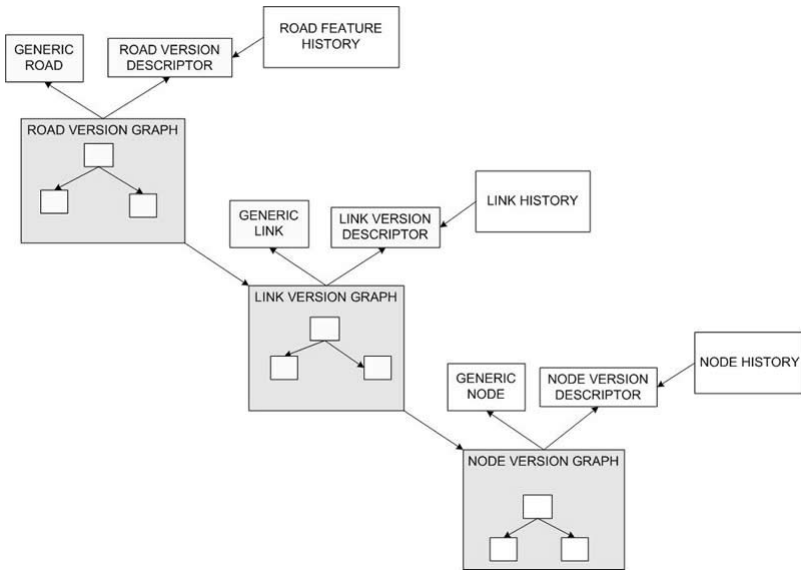 ROAD FEATURE
HISTORY
GENERIC
ROAD
ROAD VERSION
DESCRIPTOR
ROAD VERSION GRAPH
GENERIC
LINK
LINK VERSION
DESCRIPTOR
LINK HISTORY
LINK VERSION GRAPH
GENERIC
NODE
NODE VERSION
DESCRIPTOR
NODE HISTORY
NODE VERSION GRAPH